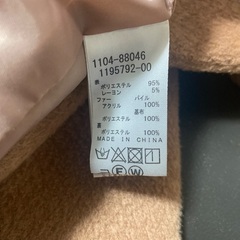 1104-88046
1195792-00
ポリエステル 95%
レーヨン 5%
ファー パイル
アクリル 100%
基布
ポリエステル 100%
ポリエステル 100%
MADE IN CHINA